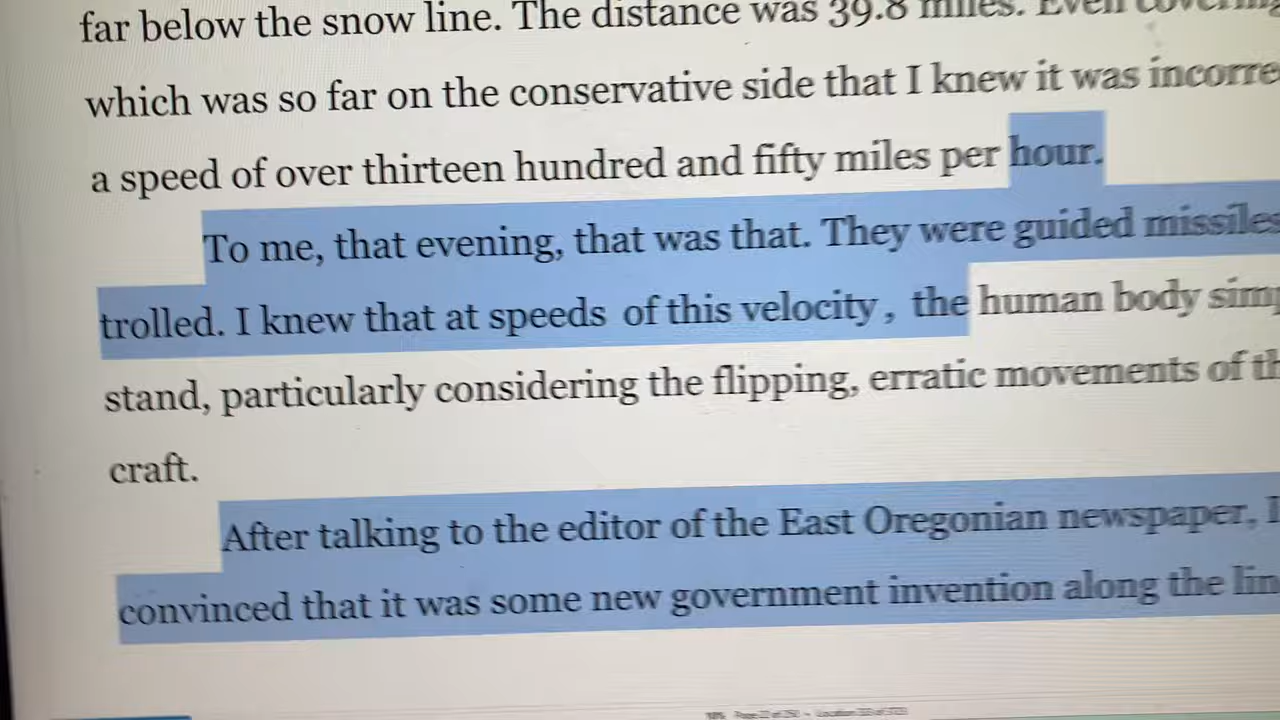 far below the snow line. The distance was 39.8 miles. Even covering
which was so far on the conservative side that I knew it was incorre
a speed of over thirteen hundred and fifty miles per hour.
To me, that evening, that was that. They were guided missiles
trolled. I knew that at speeds of this velocity, the human body simp
stand, particularly considering the flipping, erratic movements of th
craft.
After talking to the editor of the East Oregonian newspaper, I
convinced that it was some new government invention along the lin